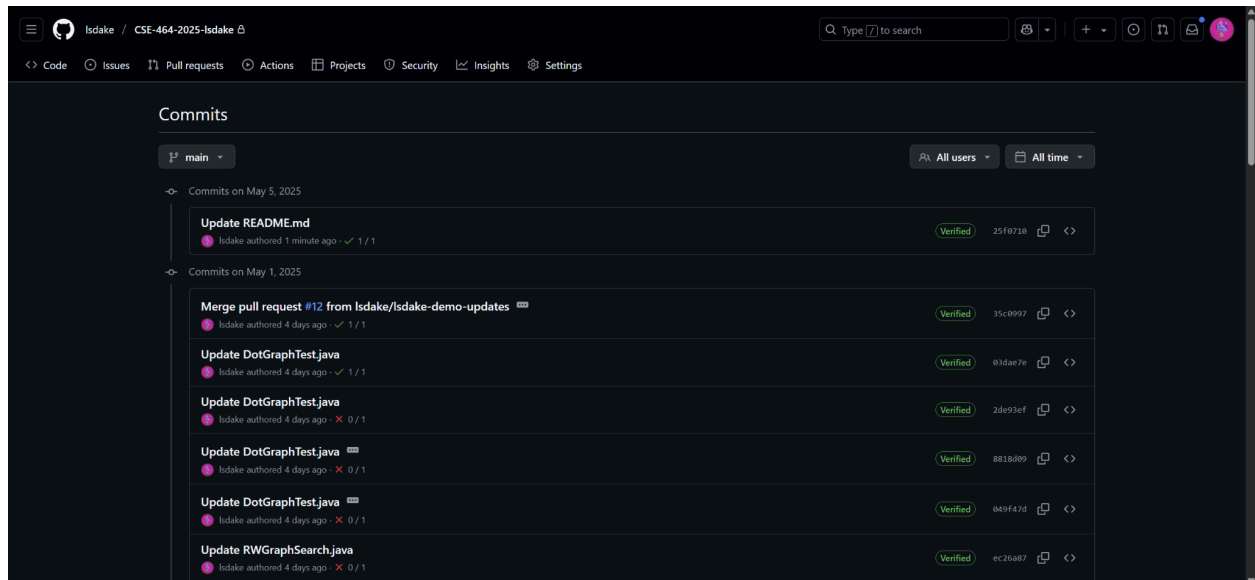 lsdake / CSE-464-2025-lsdake
Type / to search
Code Issues Pull requests Actions Projects Security Insights Settings
Commits
main All users All time
Commits on May 5, 2025
Update README.md
lsdake authored 1 minute ago · 1 / 1
Verified 25f0710
Commits on May 1, 2025
Merge pull request #12 from lsdake/lsdake-demo-updates
lsdake authored 4 days ago · 1 / 1
Verified 35c0997
Update DotGraphTest.java
lsdake authored 4 days ago · 1 / 1
Verified 03dae7e
Update DotGraphTest.java
lsdake authored 4 days ago · 0 / 1
Verified 2de93ef
Update DotGraphTest.java
lsdake authored 4 days ago · 0 / 1
Verified 8818d09
Update DotGraphTest.java
lsdake authored 4 days ago · 0 / 1
Verified 049f47d
Update RWGraphSearch.java
lsdake authored 4 days ago · 0 / 1
Verified ec26a87